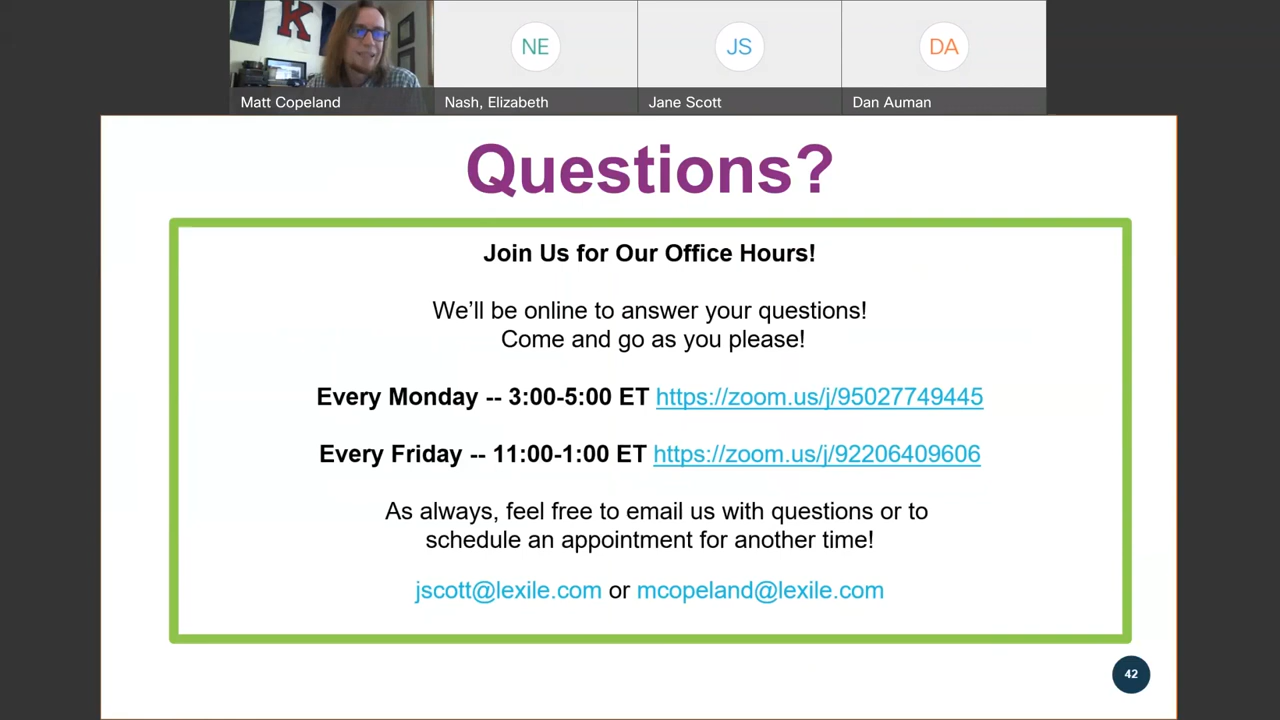 K
NE
JS
DA
Matt Copeland
Nash, Elizabeth
Jane Scott
Dan Auman
Questions?
Join Us for Our Office Hours!
We’ll be online to answer your questions!
Come and go as you please!
Every Monday -- 3:00-5:00 ET https://zoom.us/j/95027749445
Every Friday -- 11:00-1:00 ET https://zoom.us/j/92206409606
As always, feel free to email us with questions or to
schedule an appointment for another time!
jscott@lexile.com or mcopeland@lexile.com
42